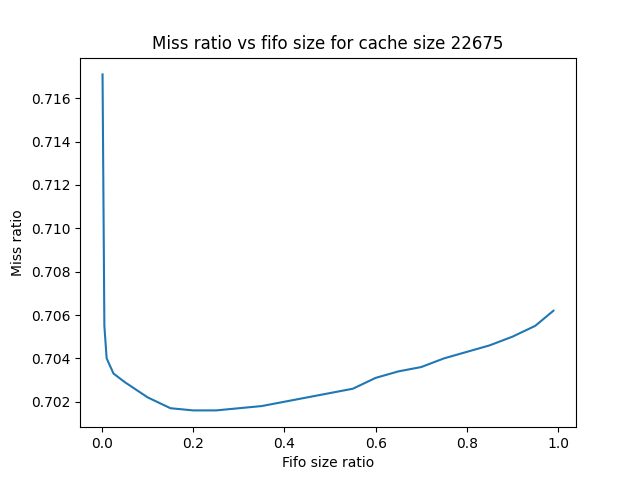 Miss ratio vs fifo size for cache size 22675
0.716
0.714
0.712
0.710
0.708
0.706
0.704
0.702
Miss ratio
0.0 0.2 0.4 0.6 0.8 1.0
Fifo size ratio